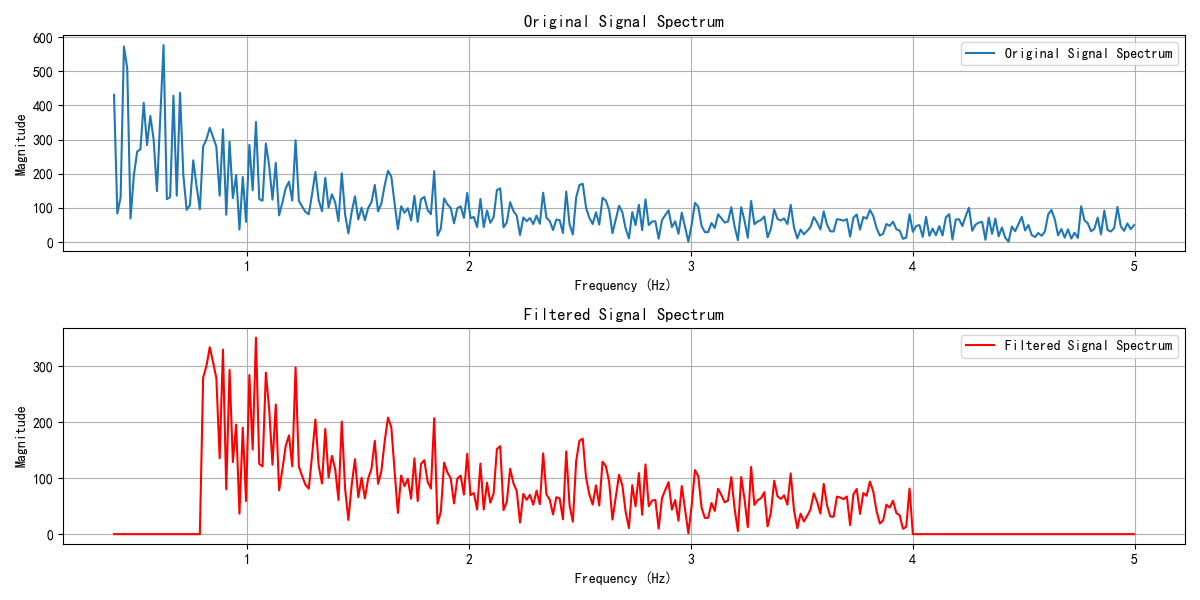 Original Signal Spectrum
600
500
400
300
200
100
0
Magnitude
Original Signal Spectrum
1
2
3
4
5
Frequency (Hz)
Filtered Signal Spectrum
300
200
100
0
Magnitude
Filtered Signal Spectrum
1
2
3
4
5
Frequency (Hz)